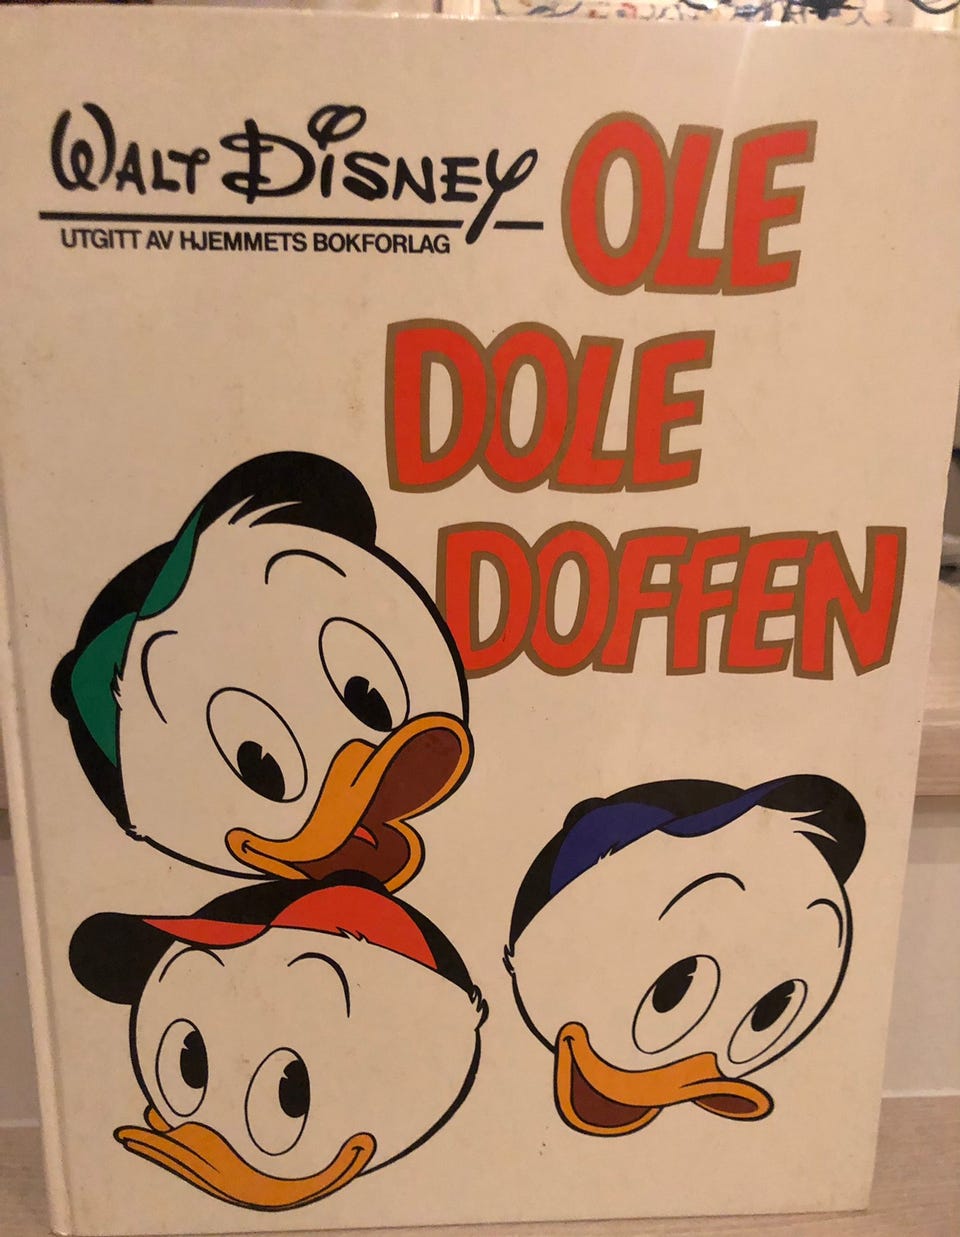 WALT DISNEY
UTGITT AV HJEMMETS BOKFORLAG
OLE
DOLE
DOFFEN